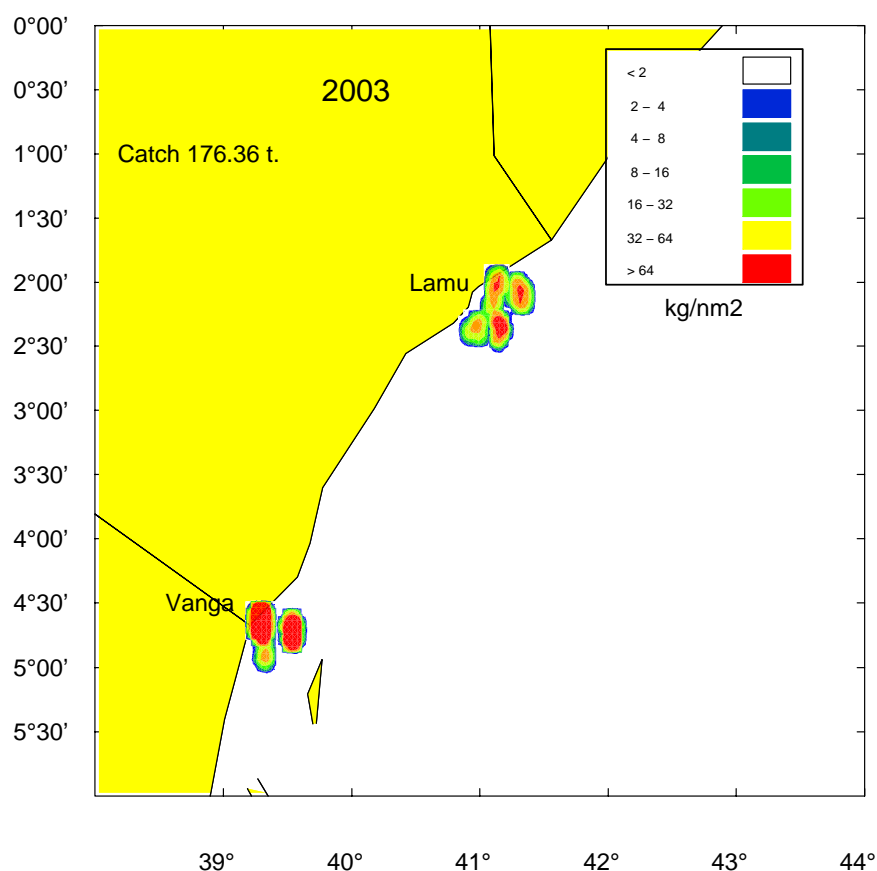 0°00’
0°30’
1°00’
1°30’
2°00’
2°30’
3°00’
3°30’
4°00’
4°30’
5°00’
5°30’
2003
Catch 176.36 t.
Lamu
Vanga
< 2
2 – 4
4 – 8
8 – 16
16 – 32
32 – 64
> 64
kg/nm2
39° 40° 41° 42° 43° 44°